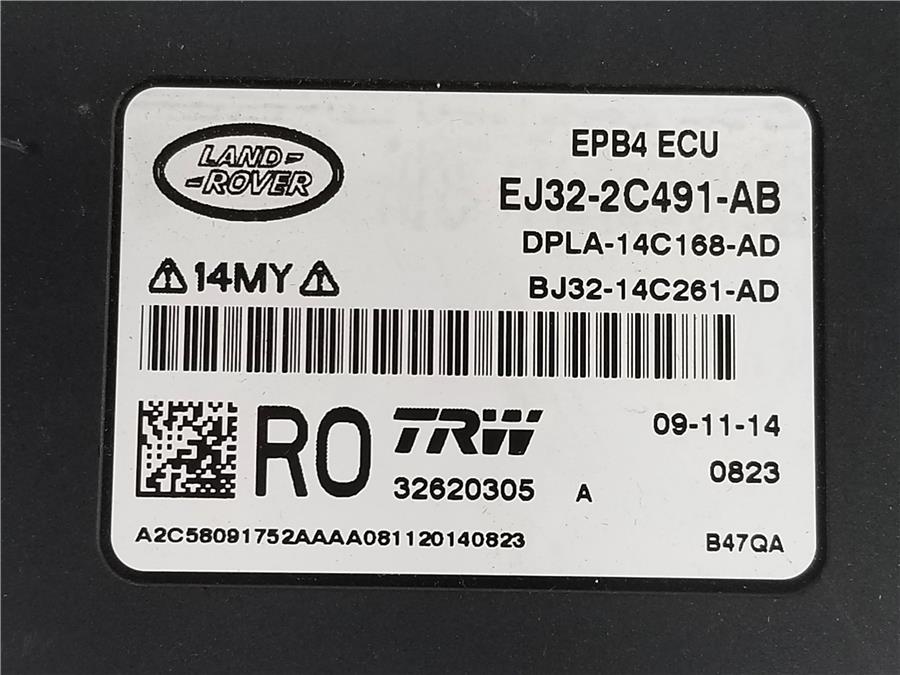 LAND-
-ROVER
EPB4 ECU
EJ32-2C491-AB
DPLA-14C168-AD
14MY
BJ32-14C261-AD
RO
TRW
32620305 A
09-11-14
0823
A2C58091752AAAA081120140823
B47QA